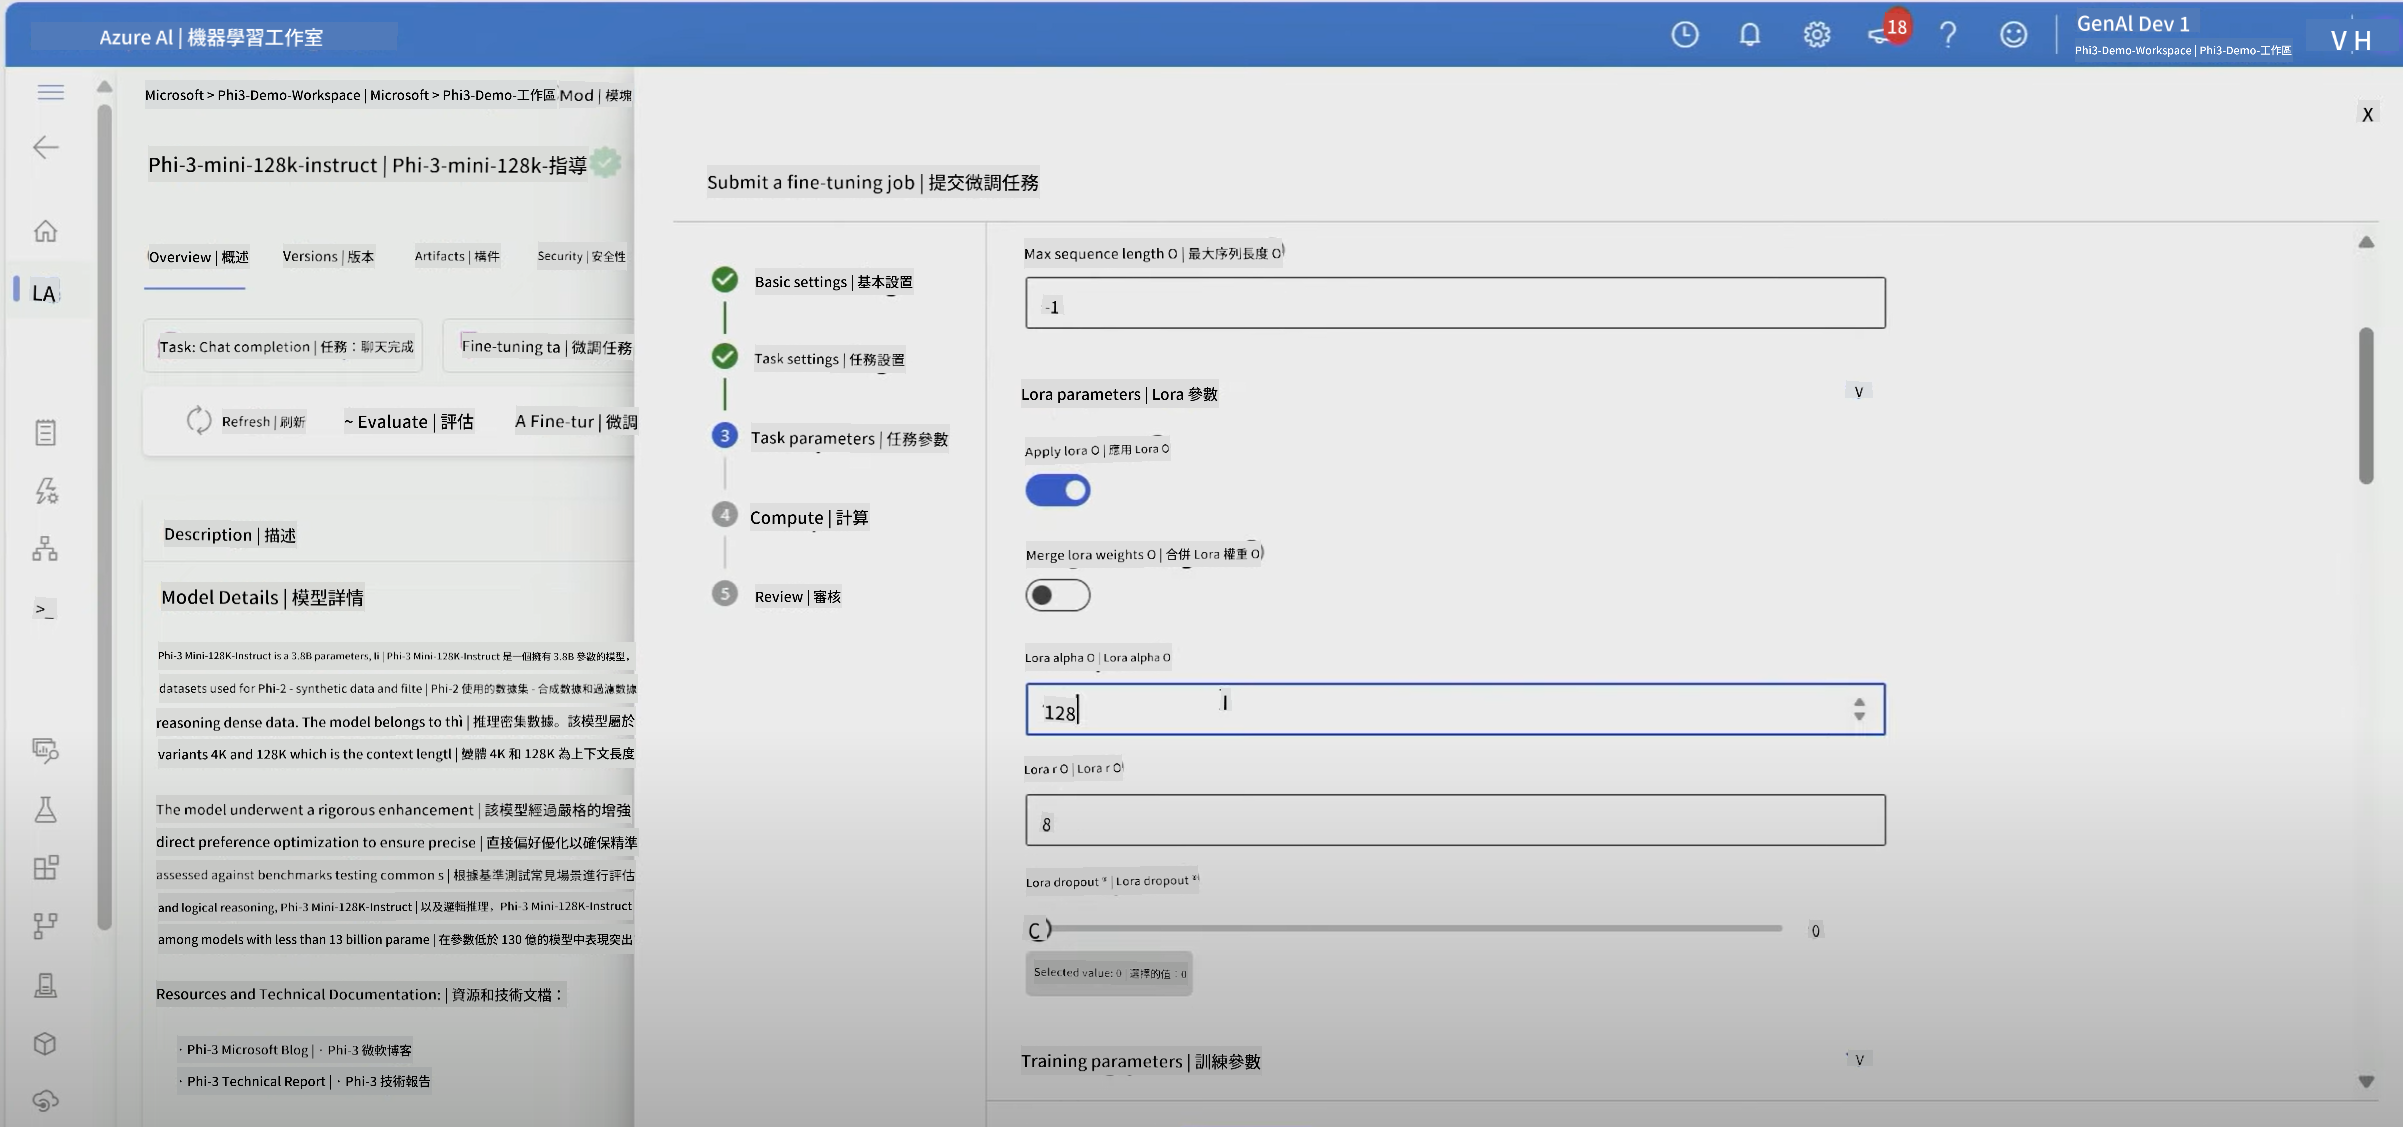 Azure Al | 機器學習工作室
18
GenAl Dev 1
Phi3-Demo-Workspace | Phi3-Demo-工作區
V H
Microsoft > Phi3-Demo-Workspace | Microsoft > Phi3-Demo-工作區 Mod | 模塊
X
Phi-3-mini-128k-instruct | Phi-3-mini-128k-指導
Overview | 概述
Versions | 版本
Artifacts | 構件
Security | 安全性
LA
Task: Chat completion | 任務：聊天完成
Fine-tuning ta | 微調任務
Refresh | 刷新
~ Evaluate | 評估
A Fine-tur | 微調
Description | 描述
Model Details | 模型詳情
>_
Phi-3 Mini-128K-Instruct is a 3.8B parameters, li | Phi-3 Mini-128K-Instruct 是一個擁有 3.8B 參數的模型，
datasets used for Phi-2 - synthetic data and filte | Phi-2 使用的數據集 - 合成數據和過濾數據
reasoning dense data. The model belongs to thi | 推理密集數據。該模型屬於
variants 4K and 128K which is the context lengtl | 變體 4K 和 128K 為上下文長度
The model underwent a rigorous enhancement | 該模型經過嚴格的增強
direct preference optimization to ensure precise | 直接偏好優化以確保精準
assessed against benchmarks testing common s | 根據基準測試常見場景進行評估
and logical reasoning, Phi-3 Mini-128K-Instruct | 以及邏輯推理，Phi-3 Mini-128K-Instruct
among models with less than 13 billion parame | 在參數低於 130 億的模型中表現突出
Resources and Technical Documentation: | 資源和技術文檔：
· Phi-3 Microsoft Blog | · Phi-3 微軟博客
· Phi-3 Technical Report | · Phi-3 技術報告
Submit a fine-tuning job | 提交微調任務
Basic settings | 基本設置
Task settings | 任務設置
3 Task parameters | 任務參數
4 Compute | 計算
5 Review | 審核
Max sequence length O | 最大序列長度 O
-1
Lora parameters | Lora 參數
V
Apply lora O | 應用 Lora O
Merge lora weights O | 合併 Lora 權重 O
Lora alpha O | Lora alpha O
128
I
Lora r O | Lora r O
8
Lora dropout | Lora dropout
C
0
Selected value: 0 | 選擇的值：0
Training parameters | 訓練參數
V